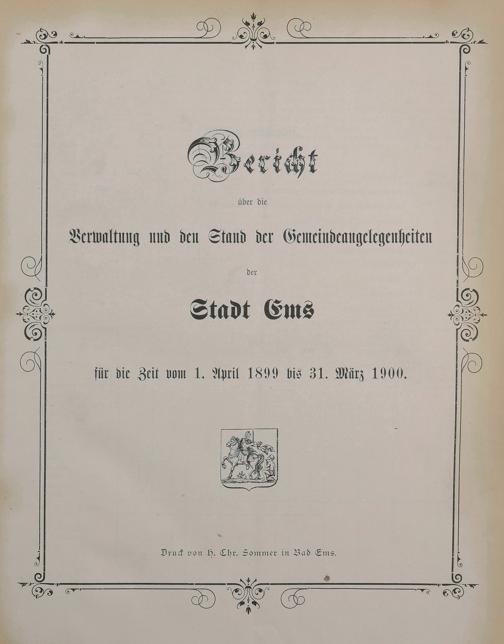 Bericht
über die
Verwaltung und den Stand der Gemeindeangelegenheiten
der
Stadt Ems
für die Zeit vom 1. April 1899 bis 31. März 1900.
Druck von H. Chr. Sommer in Bad Ems.